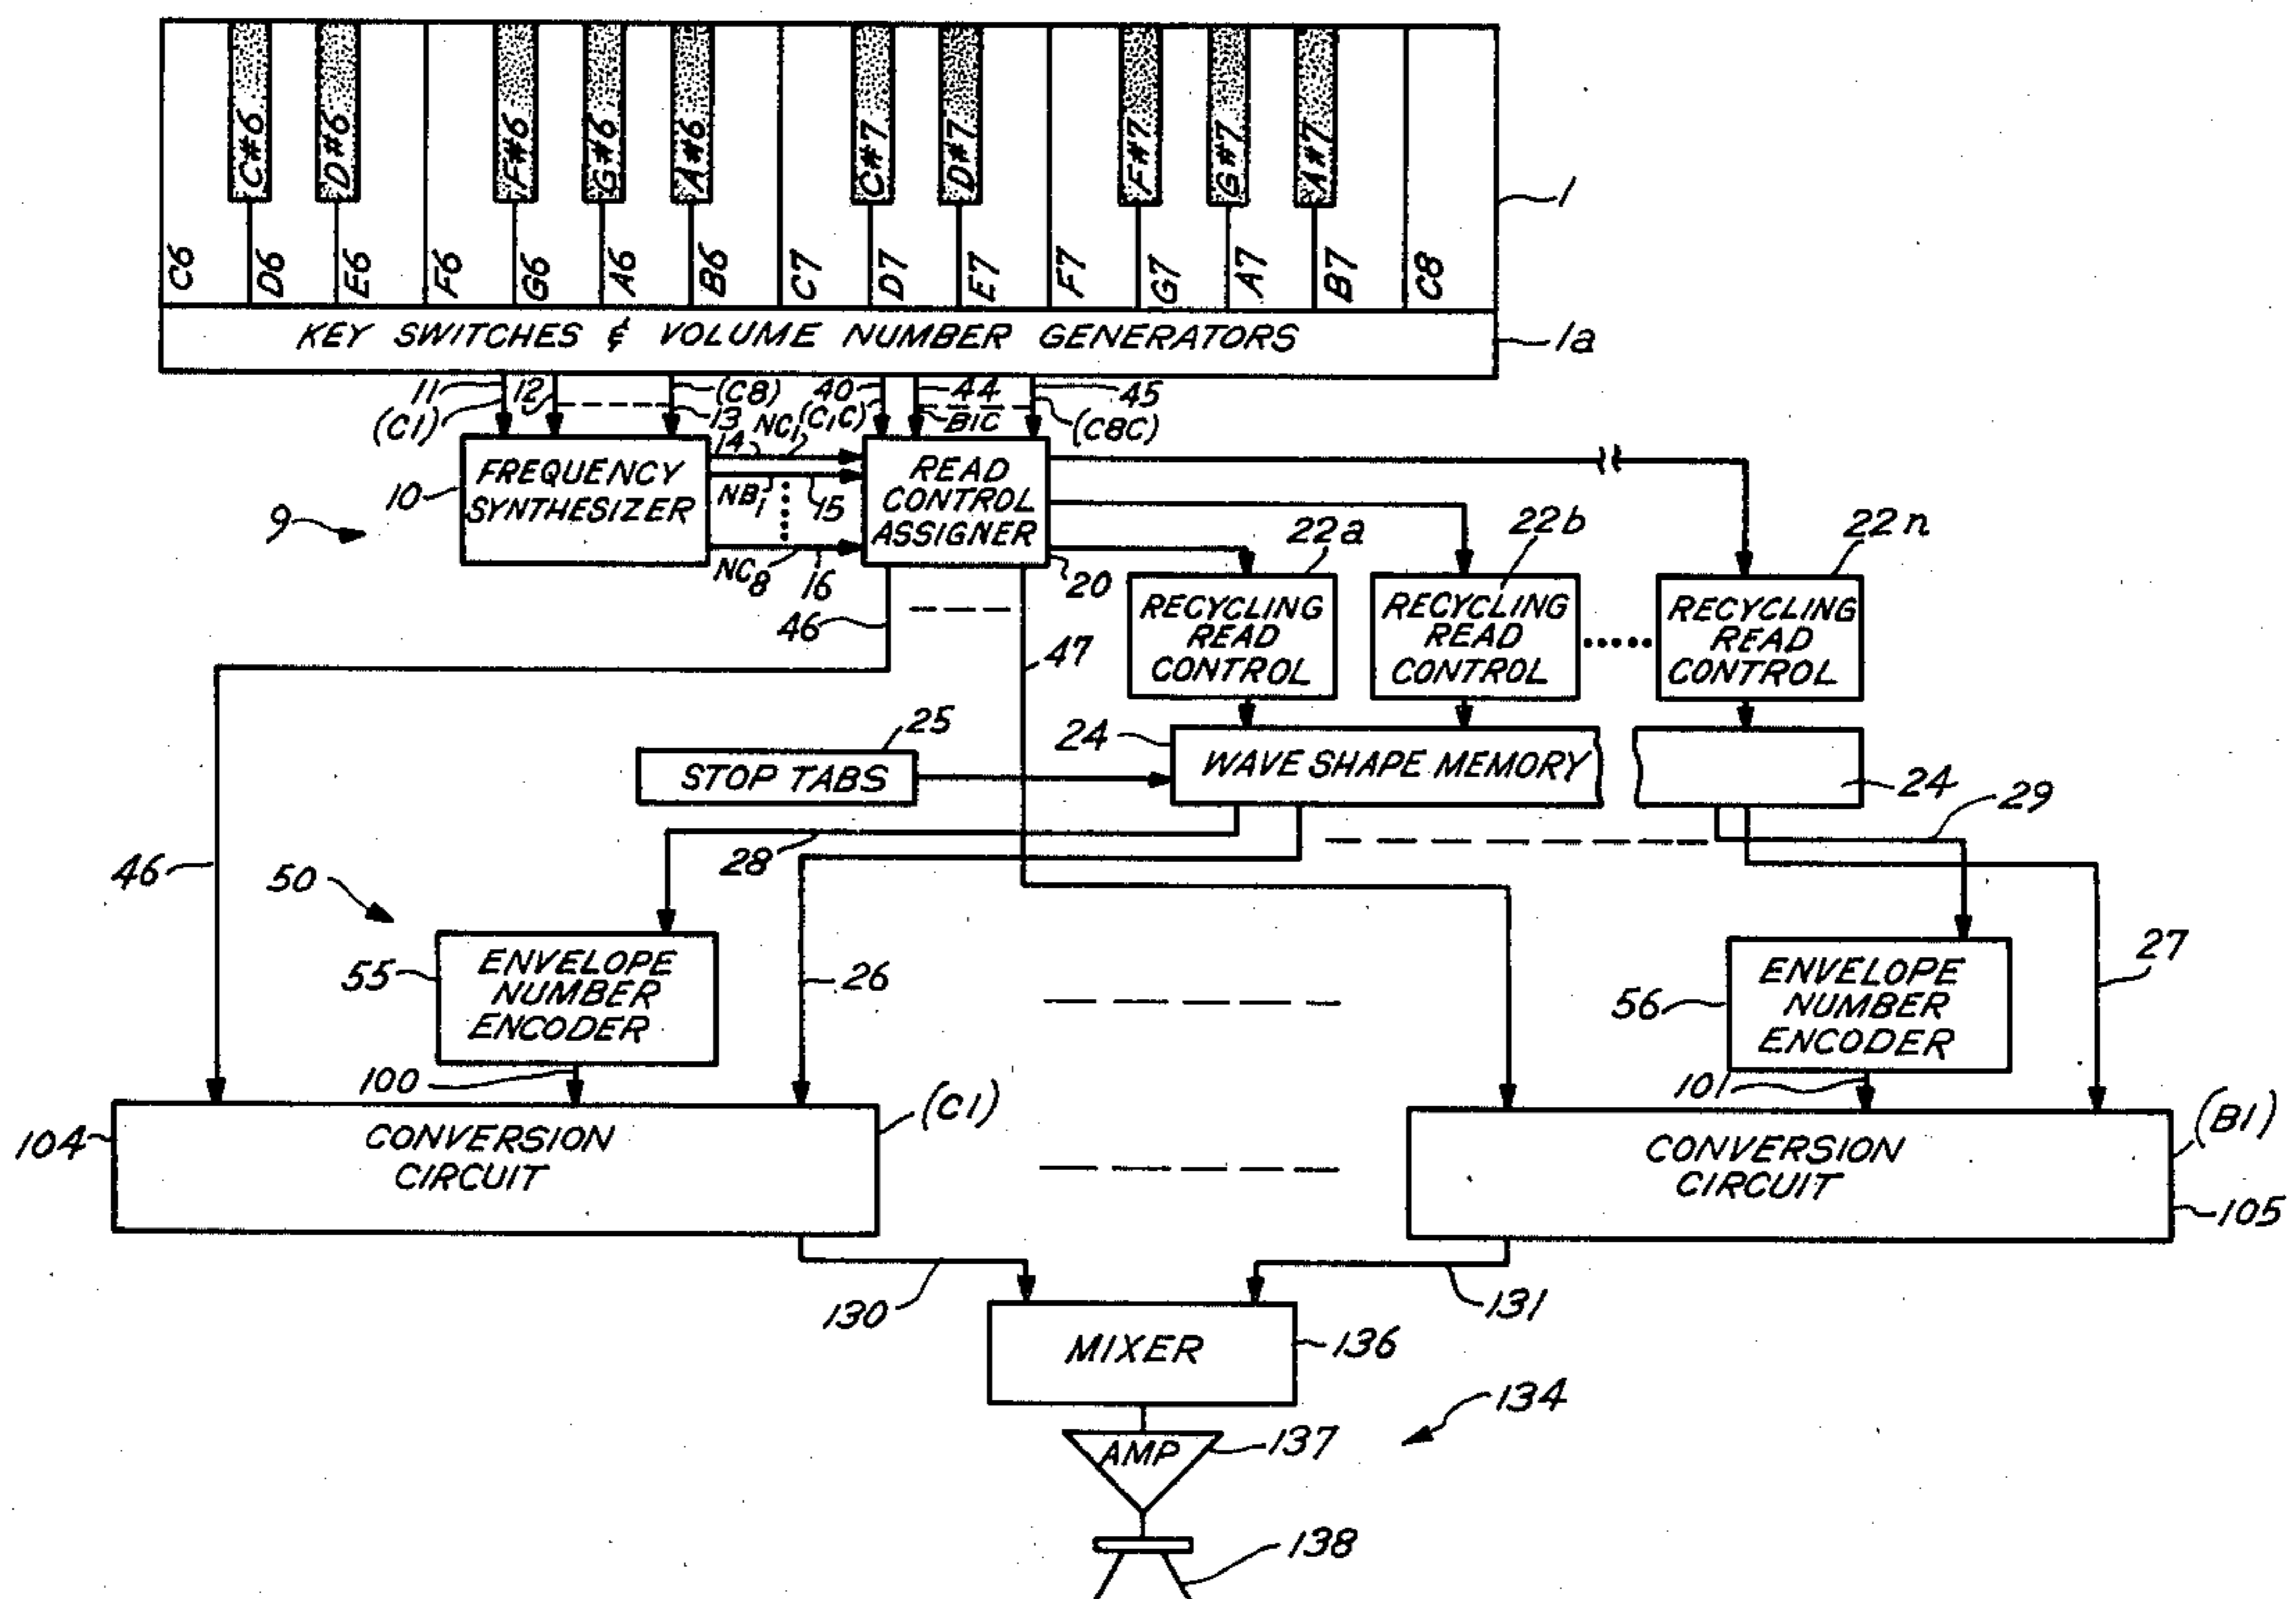 C#6 D#6 F#6 G#6 A#6 C#7 D#7 F#7 G#7 A#7
1
C6 D6 E6 F6 G6 A6 B6 C7 D7 E7 F7 G7 A7 B7 C8
KEY SWITCHES & VOLUME NUMBER GENERATORS
1a
11 12 (C8) 40 44 45
(C1) 13 (C1C) B1C (C8C)
14 NC1
FREQUENCY
SYNTHESIZER
10
9
NB1 15
NC8 16
READ
CONTROL
ASSIGNER
20
22a 22b 22n
RECYCLING
READ
CONTROL
RECYCLING
READ
CONTROL
RECYCLING
READ
CONTROL
46
47
25
STOP TABS
24
WAVE SHAPE MEMORY
24
29
28
46
50
55
ENVELOPE
NUMBER
ENCODER
26
56
ENVELOPE
NUMBER
ENCODER
27
100
101
104
CONVERSION
CIRCUIT
(C1)
CONVERSION
CIRCUIT
(B1)
105
130
131
MIXER
136
134
AMP
137
138